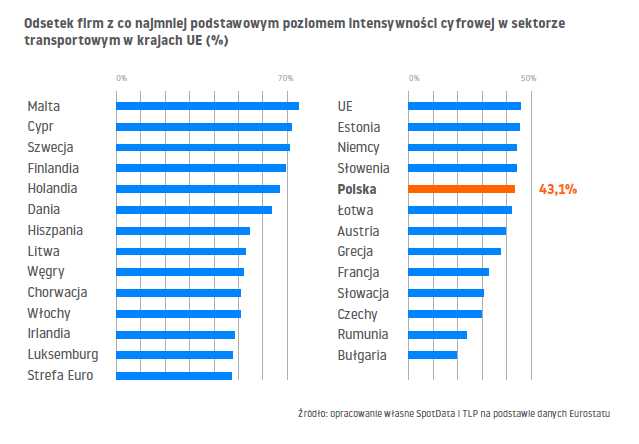 Odsetek firm z co najmniej podstawowym poziomem intensywności cyfrowej w sektorze
transportowym w krajach UE (%)
0% 70%
Malta
Cypr
Szwecja
Finlandia
Holandia
Dania
Hiszpania
Litwa
Węgry
Chorwacja
Włochy
Irlandia
Luksemburg
Strefa Euro
0% 50%
UE
Estonia
Niemcy
Słowenia
Polska 43,1%
Łotwa
Austria
Grecja
Francja
Słowacja
Czechy
Rumunia
Bułgaria
Źródło: opracowanie własne SpotData i TLP na podstawie danych Eurostatu